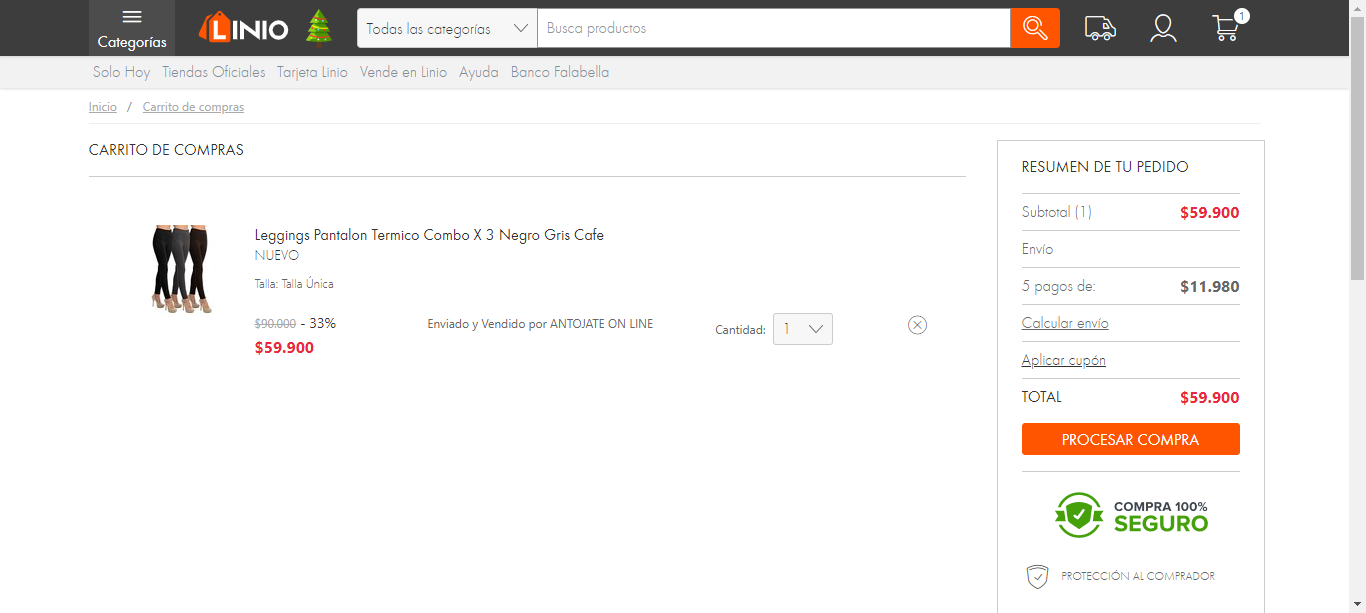 Categorías
LINIO
Todas las categorías
Busca productos
1
Solo Hoy Tiendas Oficiales Tarjeta Linio Vende en Linio Ayuda Banco Falabella
Inicio / Carrito de compras
CARRITO DE COMPRAS
Leggings Pantalon Termico Combo X 3 Negro Gris Cafe
NUEVO
Talla: Talla Única
$90.000 - 33%
$59.900
Enviado y Vendido por ANTOJATE ON LINE
Cantidad: 1
RESUMEN DE TU PEDIDO
Subtotal (1) $59.900
Envío
5 pagos de: $11.980
Calcular envío
Aplicar cupón
TOTAL $59.900
PROCESAR COMPRA
COMPRA 100%
SEGURO
PROTECCIÓN AL COMPRADOR